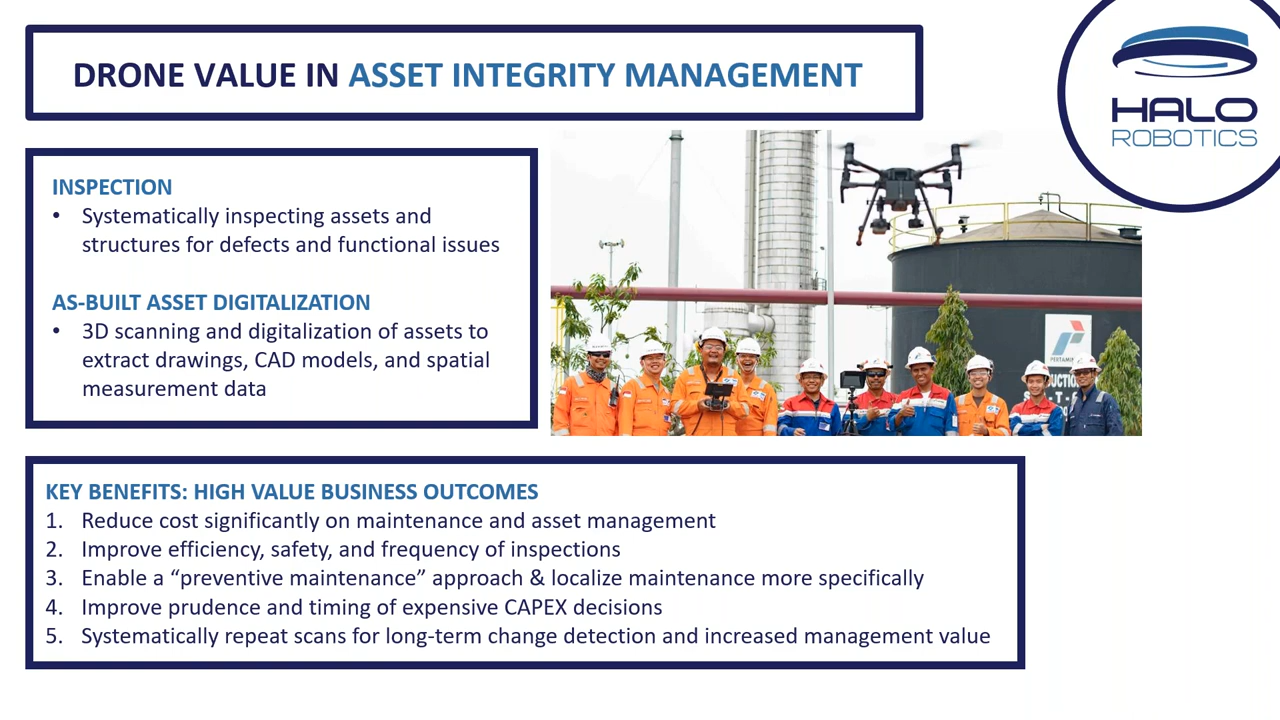 DRONE VALUE IN ASSET INTEGRITY MANAGEMENT
HALO
ROBOTICS
INSPECTION
• Systematically inspecting assets and
structures for defects and functional issues
AS-BUILT ASSET DIGITALIZATION
• 3D scanning and digitalization of assets to
extract drawings, CAD models, and spatial
measurement data
KEY BENEFITS: HIGH VALUE BUSINESS OUTCOMES
1. Reduce cost significantly on maintenance and asset management
2. Improve efficiency, safety, and frequency of inspections
3. Enable a “preventive maintenance” approach & localize maintenance more specifically
4. Improve prudence and timing of expensive CAPEX decisions
5. Systematically repeat scans for long-term change detection and increased management value